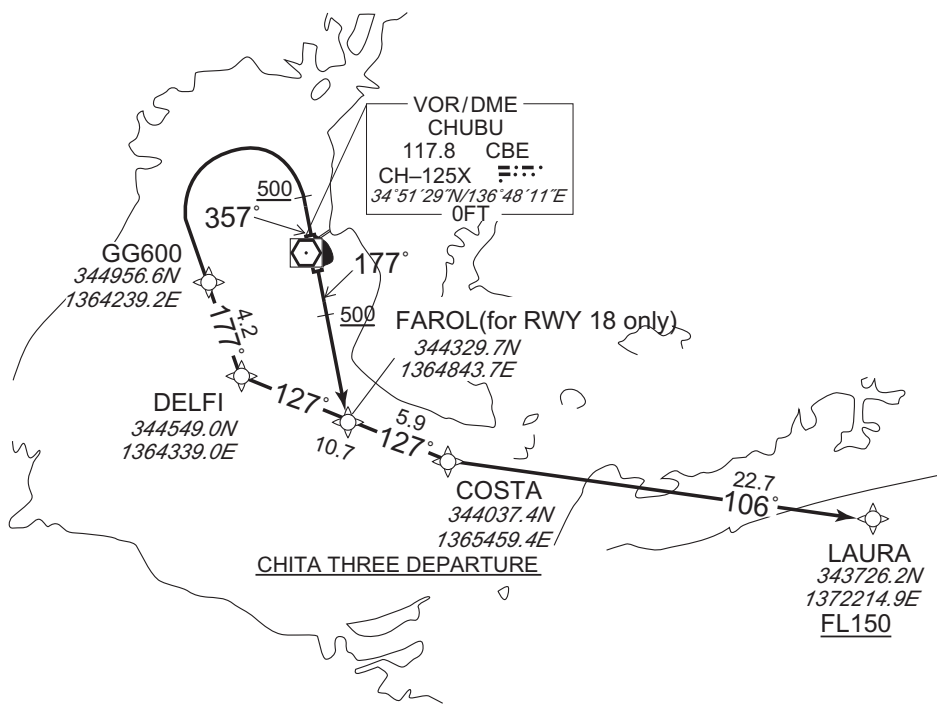 VOR/DME
CHUBU
117.8 CBE
CH–125X
34°51′29″N/136°48′11″E
0FT
500
357°
177°
500
GG600
344956.6N
1364239.2E
4.2
177°
FAROL(for RWY 18 only)
344329.7N
1364843.7E
DELFI
344549.0N
1364339.0E
127°
10.7
5.9
127°
COSTA
344037.4N
1365459.4E
22.7
106°
LAURA
343726.2N
1372214.9E
FL150
CHITA THREE DEPARTURE